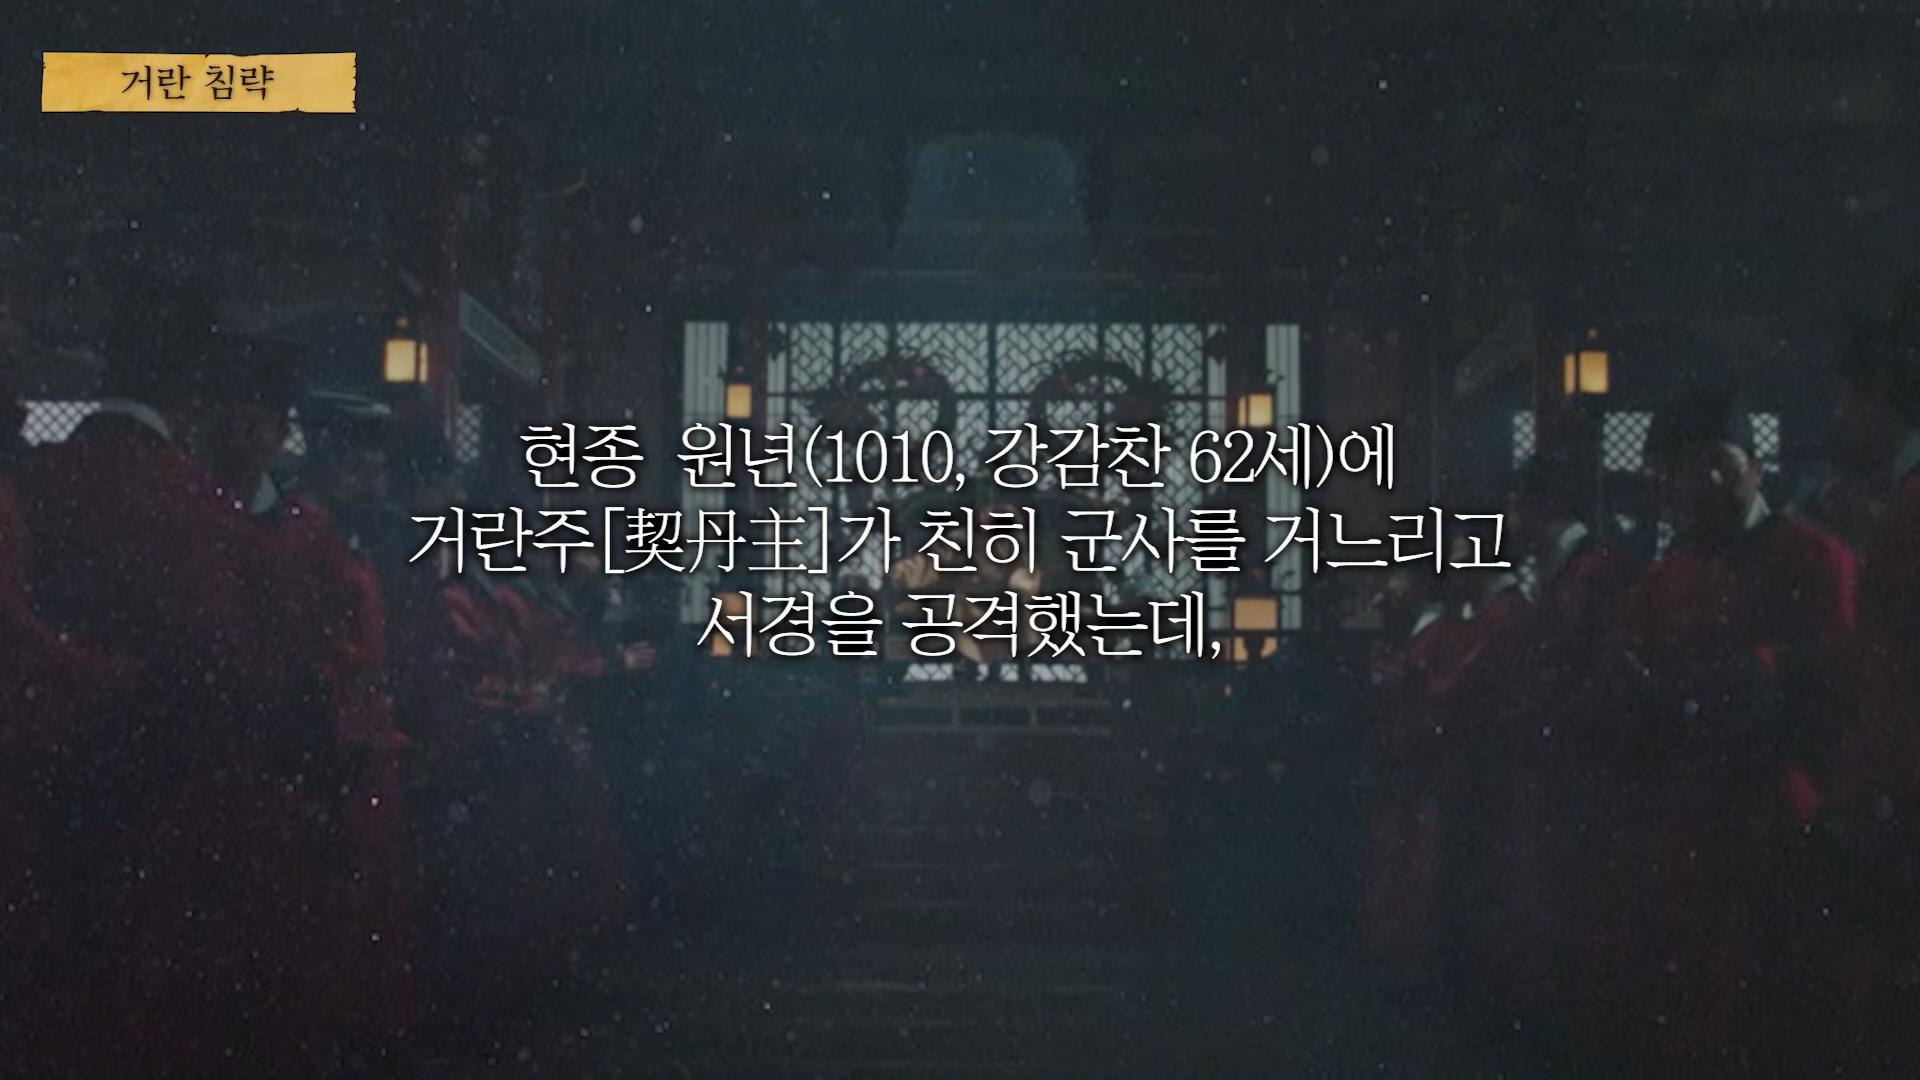 거란 침략
현종 원년(1010, 강감찬 62세)에
거란주[契丹主]가 친히 군사를 거느리고
서경을 공격했는데,